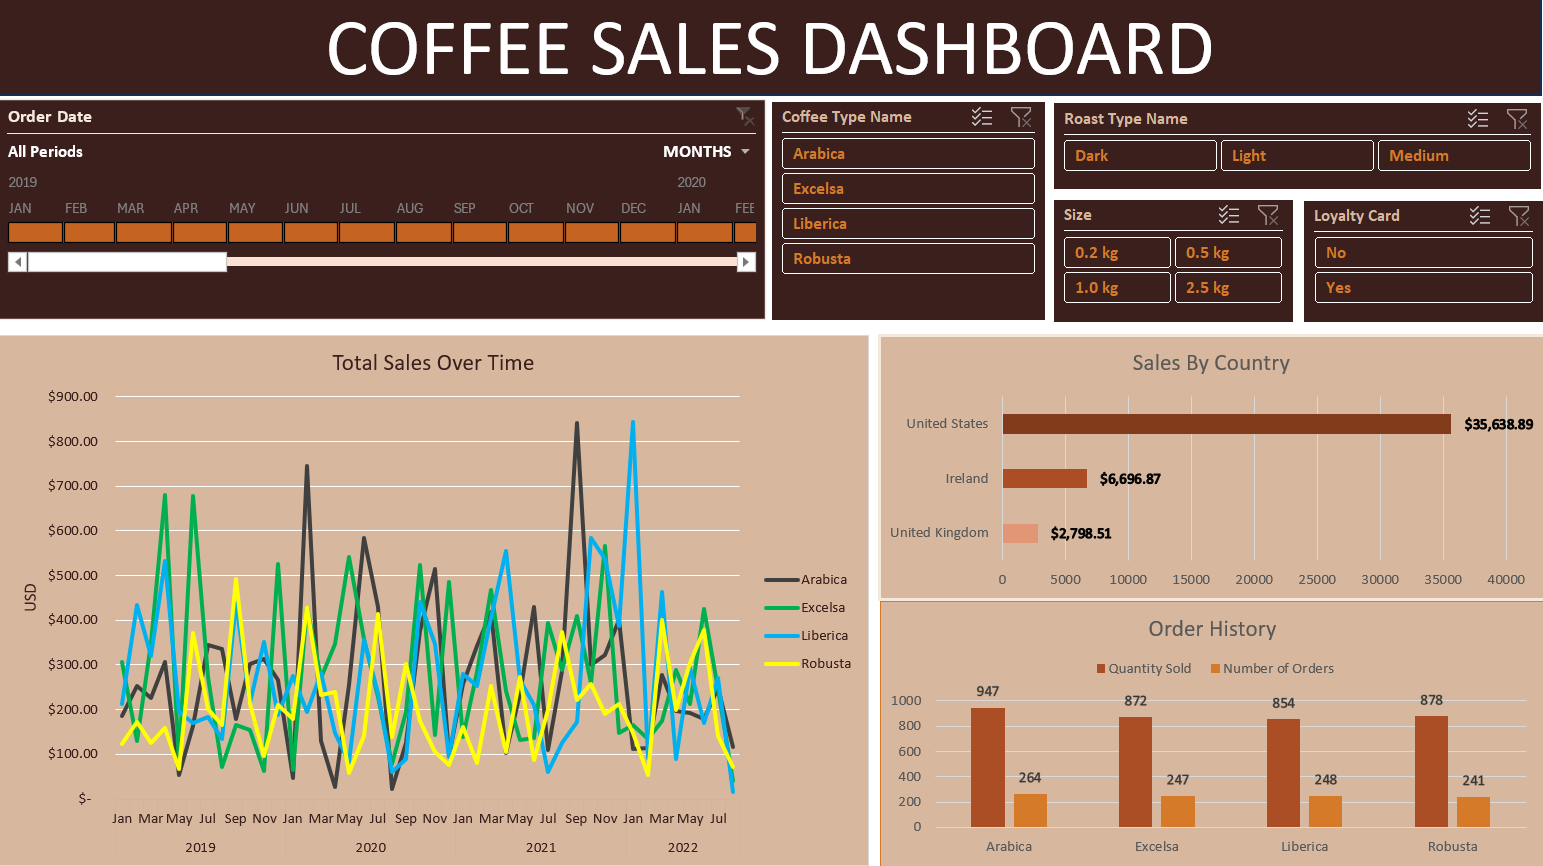 COFFEE SALES DASHBOARD
Order Date
All Periods MONTHS
2019 2020
JAN FEB MAR APR MAY JUN JUL AUG SEP OCT NOV DEC JAN FEE
Coffee Type Name
Arabica
Excelsa
Liberica
Robusta
Roast Type Name
Dark Light Medium
Size
0.2 kg 0.5 kg
1.0 kg 2.5 kg
Loyalty Card
No
Yes
Total Sales Over Time
$900.00
$800.00
$700.00
$600.00
$500.00
$400.00
$300.00
$200.00
$100.00
$-
USD
Jan Mar May Jul Sep Nov Jan Mar May Jul Sep Nov Jan Mar May Jul Sep Nov Jan Mar May Jul
2019 2020 2021 2022
Arabica
Excelsa
Liberica
Robusta
Sales By Country
United States $35,638.89
Ireland $6,696.87
United Kingdom $2,798.51
0 5000 10000 15000 20000 25000 30000 35000 40000
Order History
Quantity Sold Number of Orders
1000
800
600
400
200
0
947 264 872 247 854 248 878 241
Arabica Excelsa Liberica Robusta